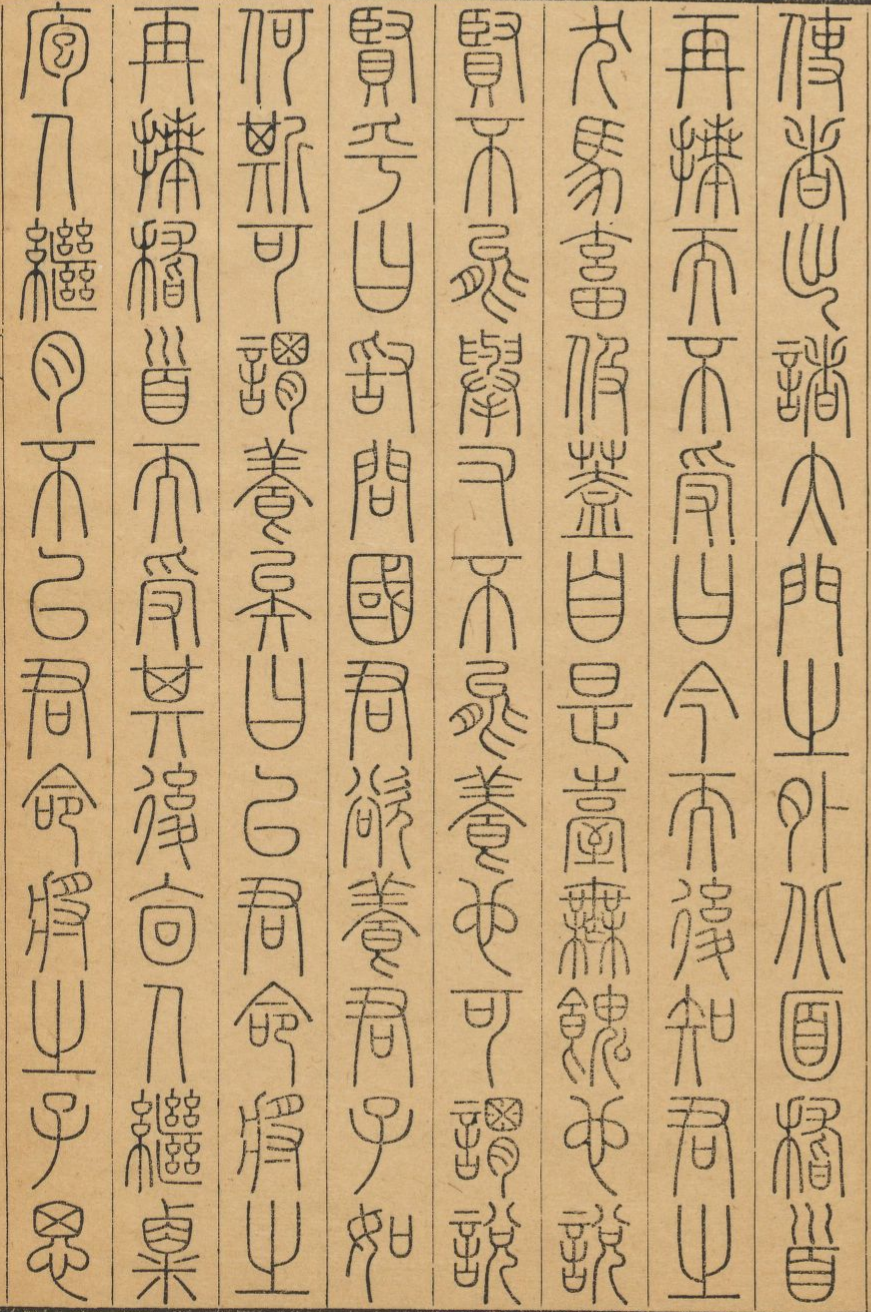 使者出諸大門之外北面稽首
再拜而不受曰今而後知君之
犬馬畜伋蓋自是臺無餽也說
賢不能舉又不能養也可謂說
賢乎曰敢問國君欲養君子如
何斯可謂養矣曰以君命將之
再拜稽首而受其後廩人繼粟
庖人繼肉不以君命將之子思